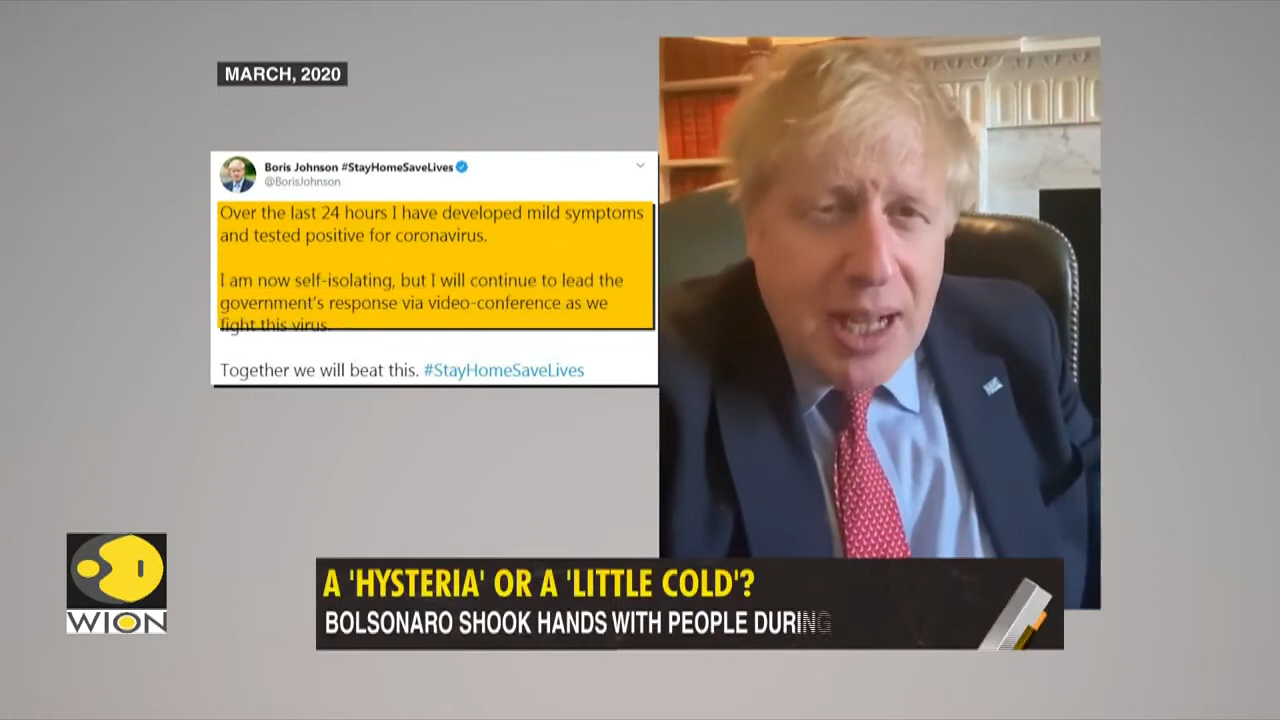 MARCH, 2020
Boris Johnson #StayHomeSaveLives
@BorisJohnson
Over the last 24 hours I have developed mild symptoms
and tested positive for coronavirus.
I am now self-isolating, but I will continue to lead the
government's response via video-conference as we
fight this virus.
Together we will beat this. #StayHomeSaveLives
WION
A 'HYSTERIA' OR A 'LITTLE COLD'?
BOLSONARO SHOOK HANDS WITH PEOPLE DURING